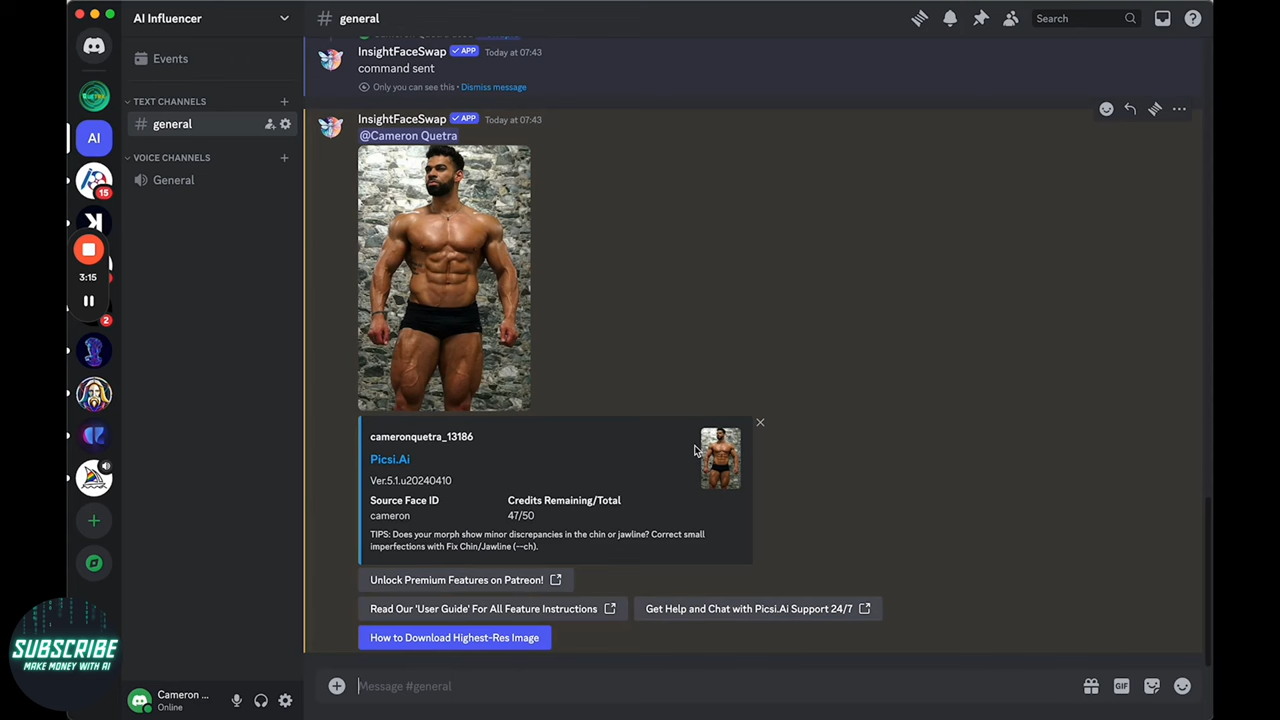 AI Influencer
Events
TEXT CHANNELS
general
VOICE CHANNELS
General
AI
15
3:15
2
SUBSCRIBE
MAKE MONEY WITH AI
Cameron ...
Online
# general
Search
InsightFaceSwap APP Today at 07:43
command sent
Only you can see this • Dismiss message
InsightFaceSwap APP Today at 07:43
@Cameron Quetra
cameronquetra_13186
Picsi.Ai
Ver.5.1.u20240410
Source Face ID Credits Remaining/Total
cameron 47/50
TIPS: Does your morph show minor discrepancies in the chin or jawline? Correct small
imperfections with Fix Chin/Jawline (--ch).
Unlock Premium Features on Patreon!
Read Our 'User Guide' For All Feature Instructions Get Help and Chat with Picsi.Ai Support 24/7
How to Download Highest-Res Image
Message #general
GIF